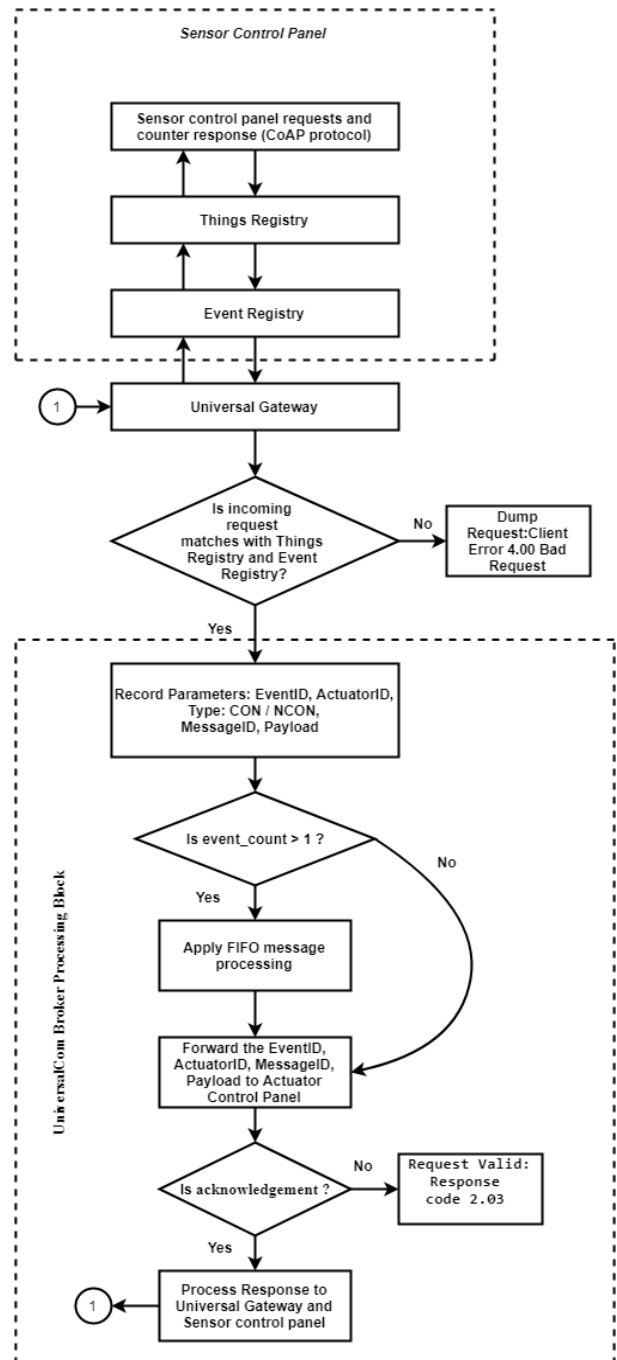 Sensor Control Panel
Sensor control panel requests and
counter response (CoAP protocol)
Things Registry
Event Registry
1
Universal Gateway
Is incoming
request
matches with Things
Registry and Event
Registry?
No
Dump
Request:Client
Error 4.00 Bad
Request
Yes
UniversalCom Broker Processing Block
Record Parameters: EventID, ActuatorID,
Type: CON / NCON,
MessageID, Payload
Is event_count > 1 ?
No
Yes
Apply FIFO message
processing
Forward the EventID,
ActuatorID, MessageID,
Payload to Actuator
Control Panel
Is acknowledgement ?
No
Request Valid:
Response
code 2.03
Yes
Process Response to
Universal Gateway and
Sensor control panel
1